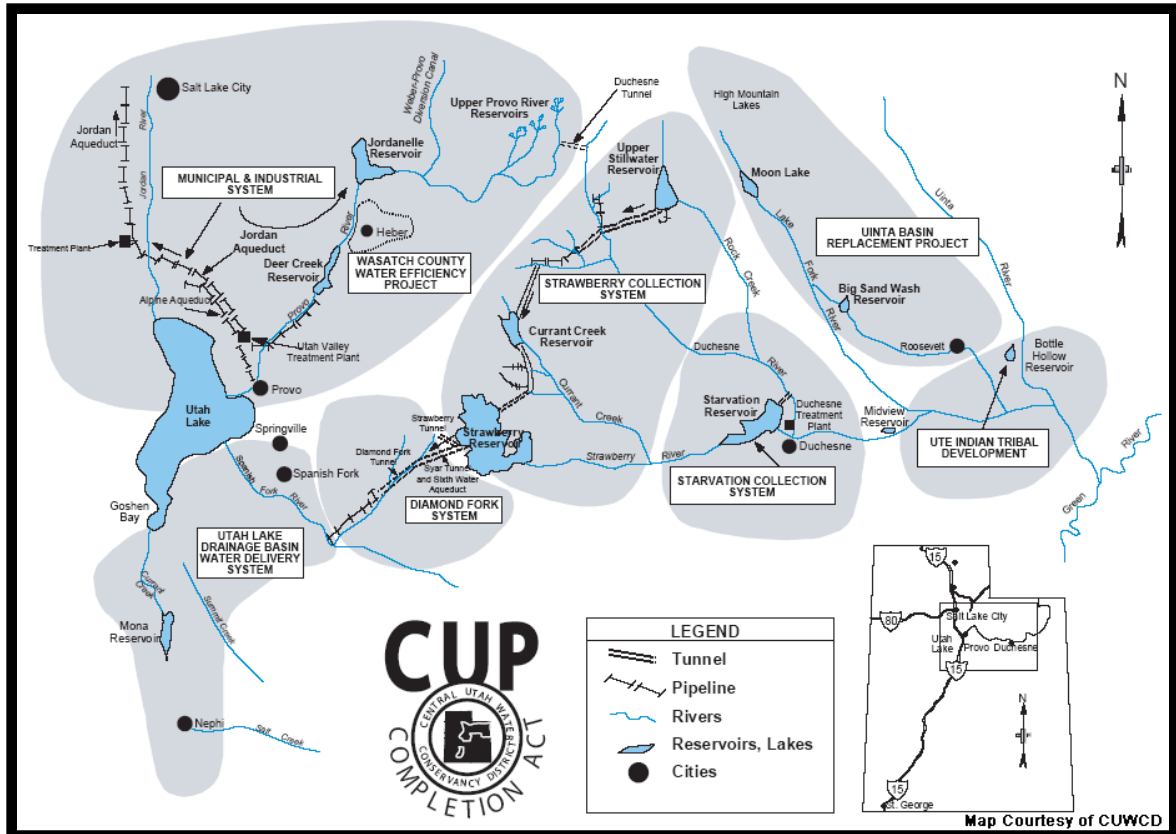 Salt Lake City
Jordan
Aqueduct
River
Jordan
MUNICIPAL & INDUSTRIAL
SYSTEM
Treatment Plant
Jordan
Aqueduct
Alpine Aqueduct
Weber-Provo
Diversion Canal
Upper Provo River
Reservoirs
Jordanelle
Reservoir
River
Heber
Deer Creek
Reservoir
WASATCH COUNTY
WATER EFFICIENCY
PROJECT
Provo
Utah Valley
Treatment Plant
Utah
Lake
Provo
Springville
Spanish Fork
Spanish
Fork
River
Goshen
Bay
UTAH LAKE
DRAINAGE BASIN
WATER DELIVERY
SYSTEM
Currant
Creek
Summit Creek
Mona
Reservoir
Nephi
Salt Creek
Duchesne
Tunnel
Upper
Stillwater
Reservoir
STRAWBERRY COLLECTION
SYSTEM
Currant Creek
Reservoir
Currant
Creek
Strawberry
Tunnel
Strawberry
Reservoir
Diamond Fork
Tunnel
Syar Tunnel
and Sixth Water
Aqueduct
DIAMOND FORK
SYSTEM
Strawberry
River
Rock
Creek
Duchesne
River
Starvation
Reservoir
Duchesne
Treatment
Plant
Duchesne
STARVATION COLLECTION
SYSTEM
High Mountain
Lakes
Moon Lake
Lake
Fork
River
Uinta
River
UINTA BASIN
REPLACEMENT PROJECT
Big Sand Wash
Reservoir
Roosevelt
Bottle
Hollow
Reservoir
Midview
Reservoir
UTE INDIAN TRIBAL
DEVELOPMENT
Green
River
N
CUP
CENTRAL UTAH WATER
CONSERVANCY DISTRICT
COMPLETION ACT
LEGEND
Tunnel
Pipeline
Rivers
Reservoirs, Lakes
Cities
15
80
Salt Lake City
Utah
Lake
Provo
Duchesne
15
N
15
St. George
Map Courtesy of CUWCD